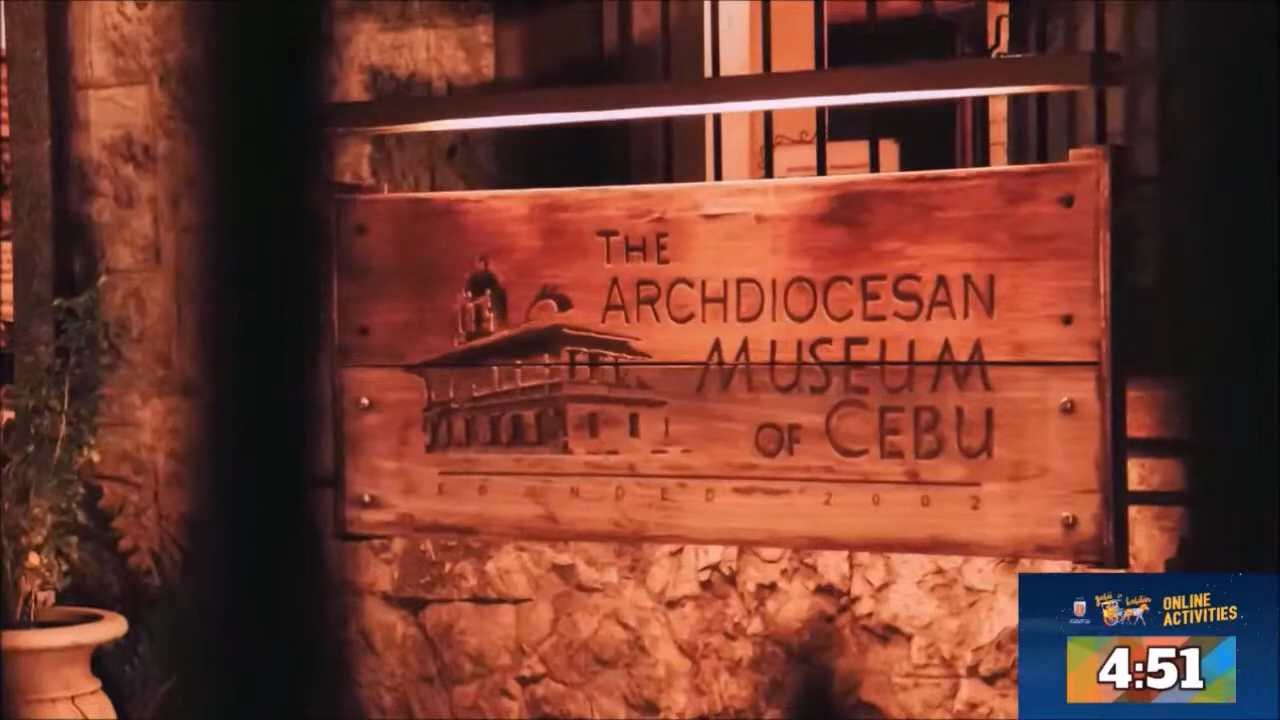 THE
ARCHDIOCESAN
MUSEUM
OF CEBU
FOUNDED 2002
ONLINE
ACTIVITIES
4:51